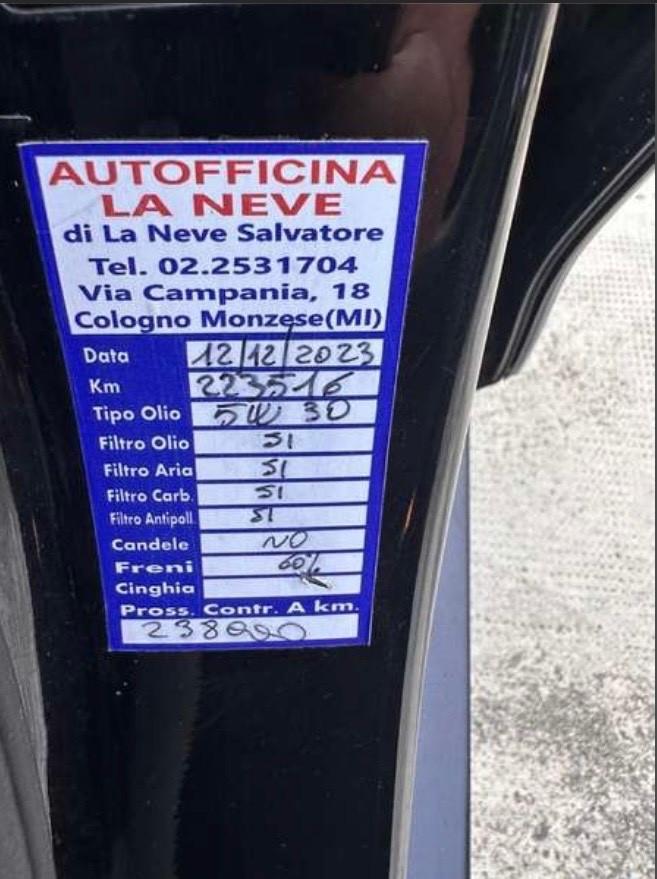 AUTOFFICINA
LA NEVE
di La Neve Salvatore
Tel. 02.2531704
Via Campania, 18
Cologno Monzese(MI)
Data 12/12/2023
Km 223516
Tipo Olio 5W 30
Filtro Olio SI
Filtro Aria SI
Filtro Carb. SI
Filtro Antipoll. SI
Candele NO
Freni 60%
Cinghia
Pross. Contr. A km.
238000